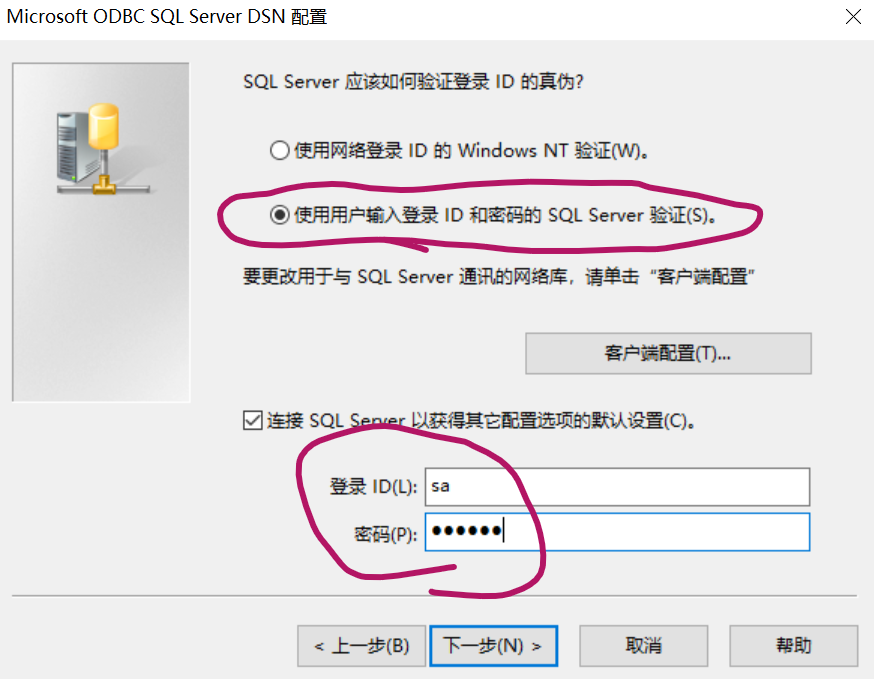 Microsoft ODBC SQL Server DSN 配置
SQL Server 应该如何验证登录 ID 的真伪?
使用网络登录 ID 的 Windows NT 验证(W)。
使用用户输入登录 ID 和密码的 SQL Server 验证(S)。
要更改用于与 SQL Server 通讯的网络库，请单击“客户端配置”
客户端配置(T)...
连接 SQL Server 以获得其它配置选项的默认设置(C)。
登录 ID(L): sa
密码(P): ●●●●●●
< 上一步(B) 下一步(N) > 取消 帮助